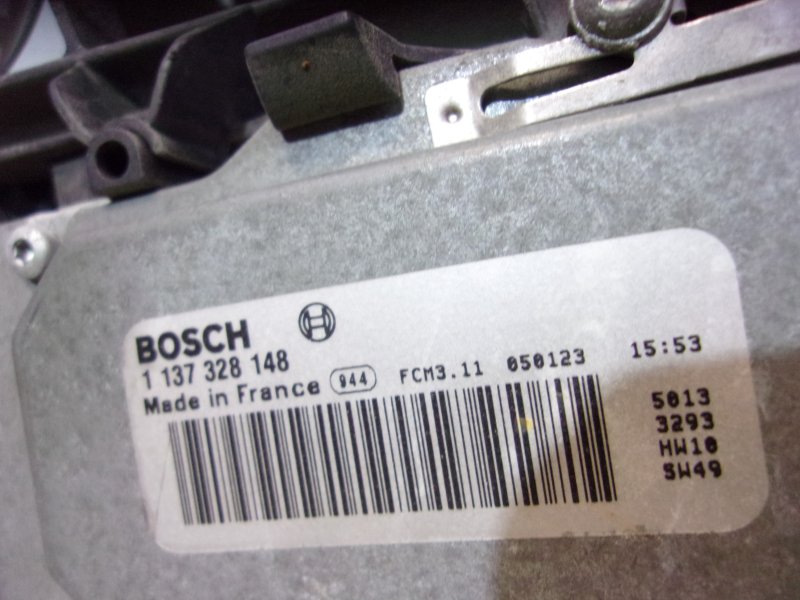 BOSCH
1 137 328 148
Made in France 944 FCM3.11 050123 15:53
5013
3293
HW10
SW49